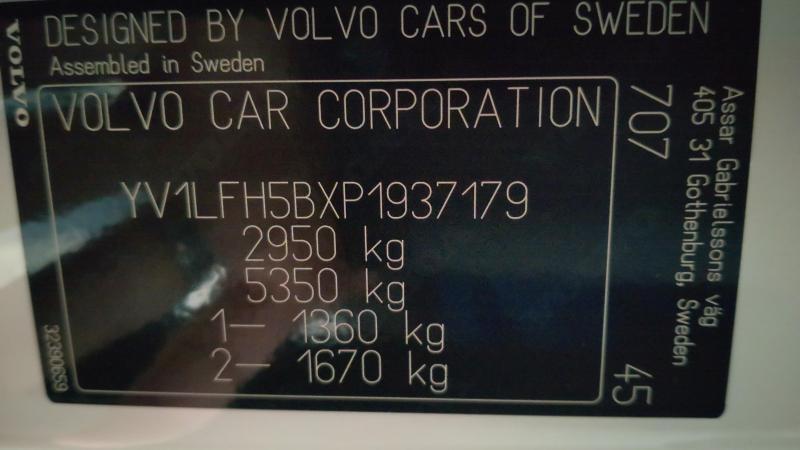 VOLVO
DESIGNED BY VOLVO CARS OF SWEDEN
Assembled in Sweden
VOLVO CAR CORPORATION
YV1LFH5BXP1937179
2950 kg
5350 kg
1– 1360 kg
2– 1670 kg
32390659
707
45
Assar Gabrielssons väg
405 31 Gothenburg, Sweden